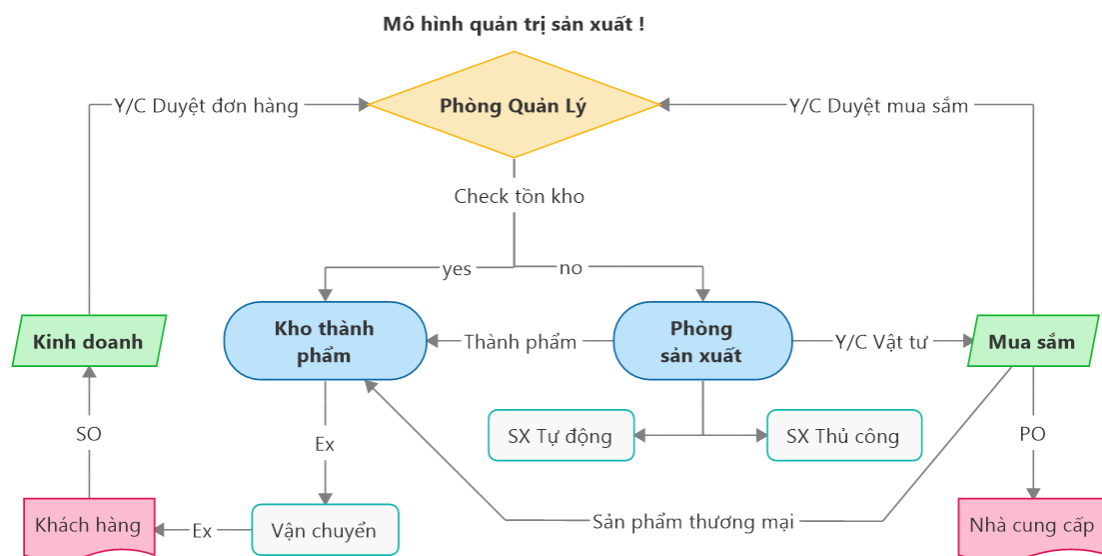 Mô hình quản trị sản xuất !
Y/C Duyệt đơn hàng
Phòng Quản Lý
Y/C Duyệt mua sắm
Check tồn kho
yes
no
Kinh doanh
Kho thành
phẩm
Thành phẩm
Phòng
sản xuất
Y/C Vật tư
Mua sắm
SO
Ex
SX Tự động
SX Thủ công
PO
Khách hàng
Ex
Vận chuyển
Sản phẩm thương mại
Nhà cung cấp